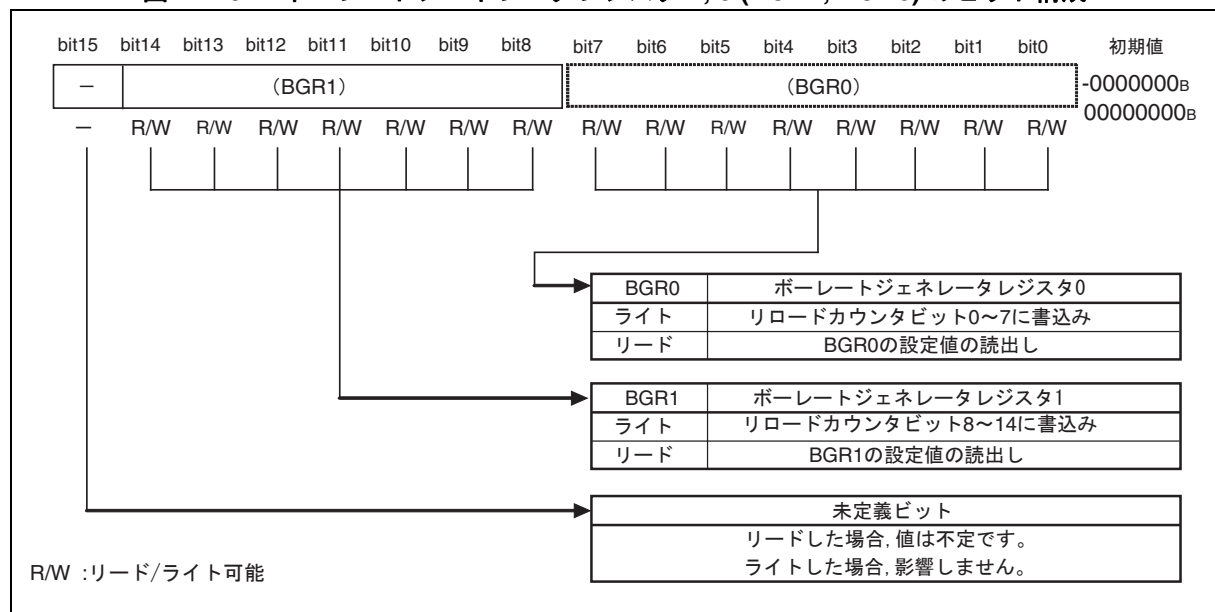 bit15 bit14 bit13 bit12 bit11 bit10 bit9 bit8 bit7 bit6 bit5 bit4 bit3 bit2 bit1 bit0 初期値
－ (BGR1) (BGR0) -0000000B
00000000B
－ R/W R/W R/W R/W R/W R/W R/W R/W R/W R/W R/W R/W R/W R/W R/W
BGR0 ボーレートジェネレータレジスタ0
ライト リロードカウンタビット0～7に書込み
リード BGR0の設定値の読出し
BGR1 ボーレートジェネレータレジスタ1
ライト リロードカウンタビット8～14に書込み
リード BGR1の設定値の読出し
未定義ビット
リードした場合, 値は不定です。
ライトした場合, 影響しません。
R/W :リード/ライト可能